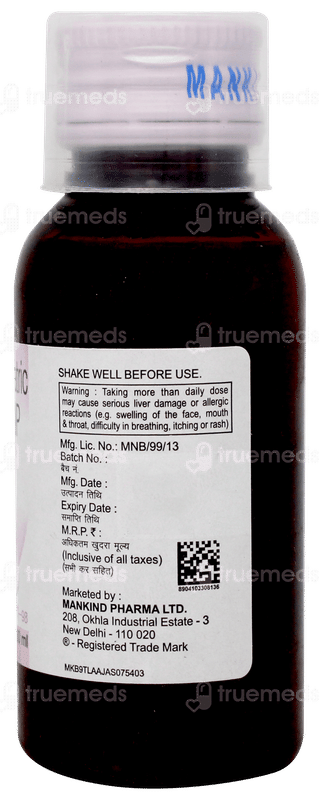 MANK
SHAKE WELL BEFORE USE.
Warning : Taking more than daily dose
may cause serious liver damage or allergic
reactions (e.g. swelling of the face, mouth
& throat, difficulty in breathing, itching or rash)
Mfg. Lic. No.: MNB/99/13
Batch No. :
बैच नं.
Mfg. Date :
उत्पादन तिथि
Expiry Date :
समाप्ति तिथि
M.R.P. ₹ :
अधिकतम खुदरा मूल्य
(Inclusive of all taxes)
(सभी कर सहित)
8904103308136
Marketed by :
MANKIND PHARMA LTD.
208, Okhla Industrial Estate - 3
New Delhi - 110 020
® - Registered Trade Mark
MKB9TLAAJAS075403
truemeds